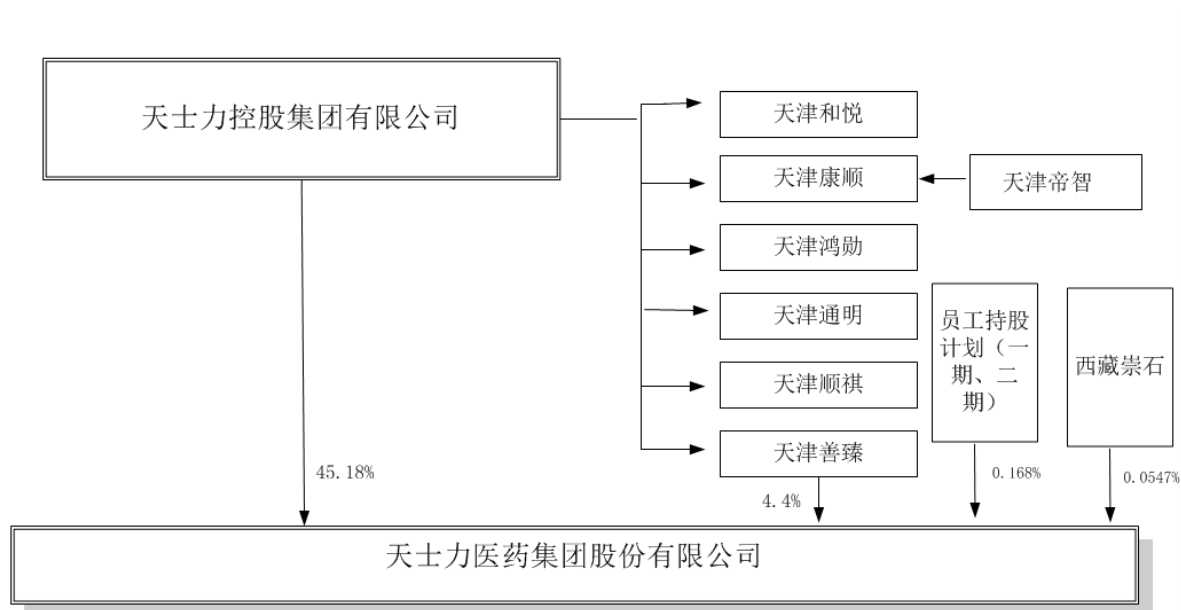 天士力控股集团有限公司
天津和悦
天津康顺
天津帝智
天津鸿勋
天津通明
员工持股
计划（一
期、二
期）
西藏崇石
天津顺祺
天津善臻
45.18%
4.4%
0.168%
0.0547%
天士力医药集团股份有限公司